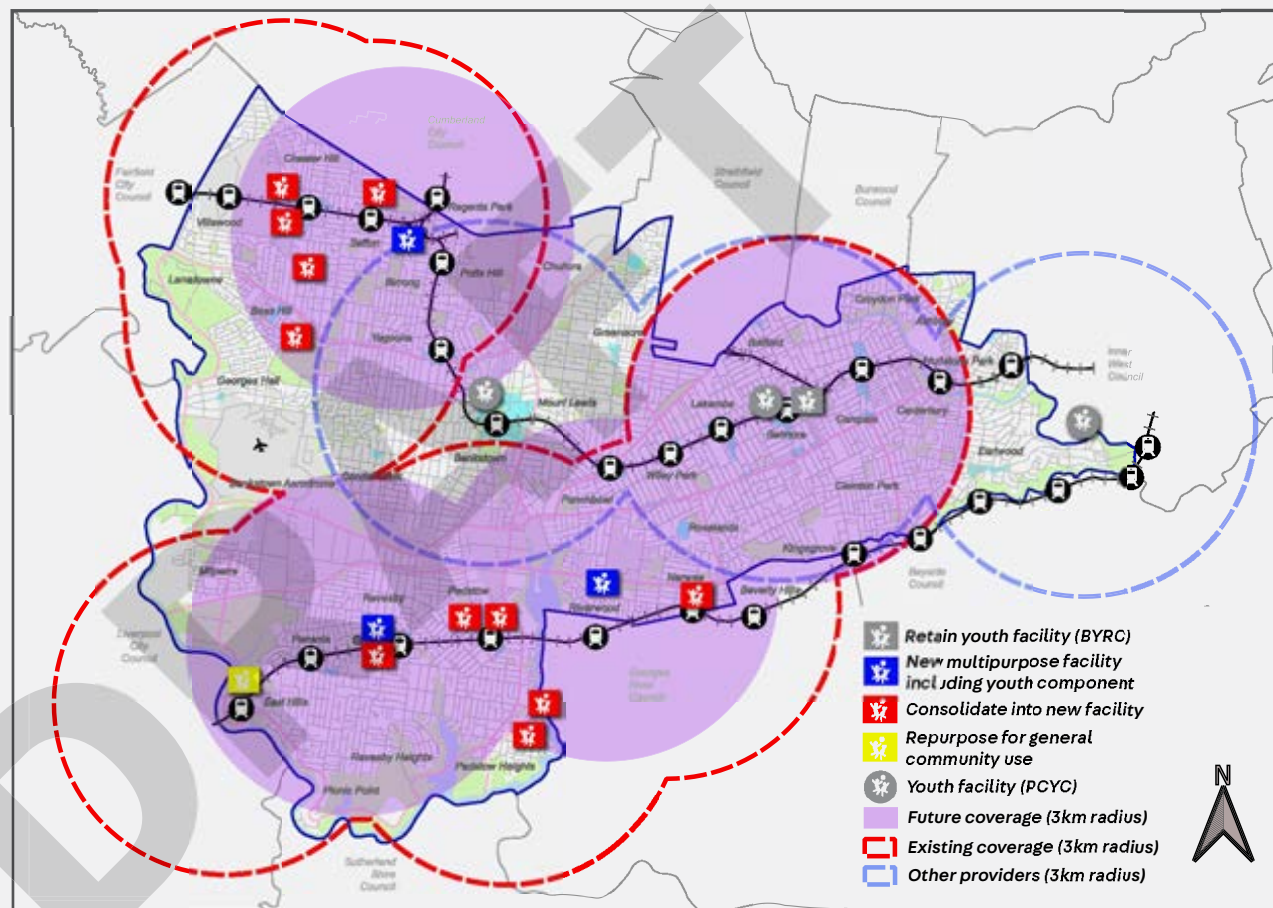 Cumberland
City
Council
Strathfield
Council
Burwood
Council
Fairfield
City
Council
Chester Hill
Villawood
Regents Park
Sefton
Potts Hill
Chullora
Lansdowne
Birrong
Bass Hill
Greenacre
Yagoona
Croydon Park
Belfield
Inner
West
Council
Georges Hall
Mount Lewis
Lakemba
Campsie
Canterbury
Belmore
Earlwood
Bankstown
Bankstown Aerodrome
Wiley Park
Punchbowl
Clemton Park
Roselands
Kingsgrove
Milperra
Bayside
Council
Revesby
Padstow
Riverwood
Narwee
Beverly Hills
Liverpool
City
Council
Panania
Georges
River
Council
East Hills
Revesby Heights
Padstow Heights
Picnic Point
Sutherland
Shire
Council
Retain youth facility (BYRC)
New multipurpose facility
including youth component
Consolidate into new facility
Repurpose for general
community use
Youth facility (PCYC)
Future coverage (3km radius)
Existing coverage (3km radius)
Other providers (3km radius)
N
DRAFT